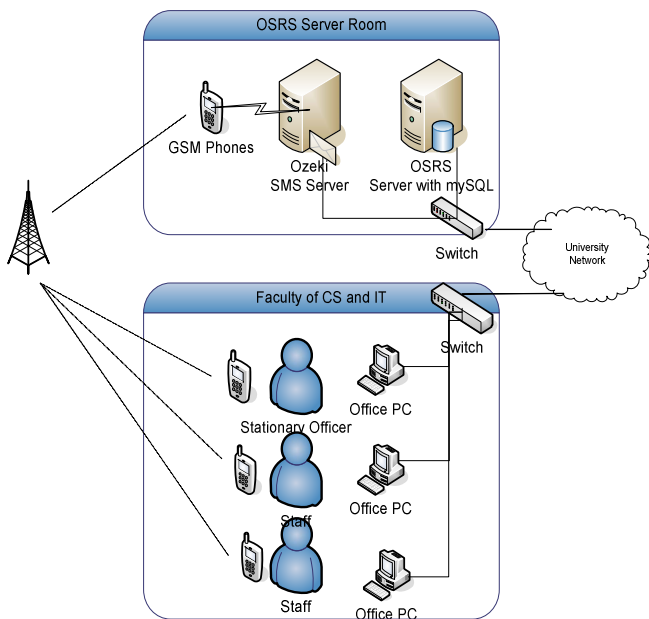 OSRS Server Room
GSM Phones
Ozeki
SMS Server
OSRS
Server with mySQL
Switch
University
Network
Faculty of CS and IT
Switch
Stationary Officer
Office PC
Staff
Office PC
Staff
Office PC